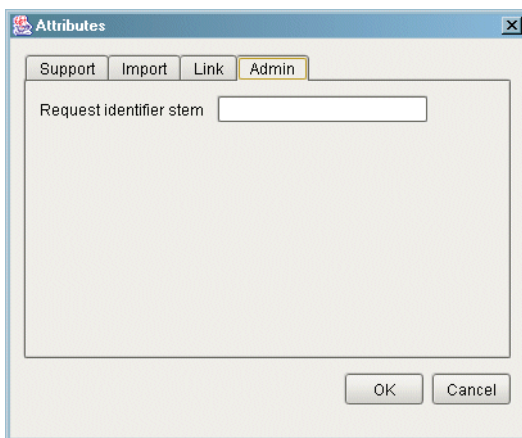 Attributes
Support Import Link Admin
Request identifier stem
OK Cancel